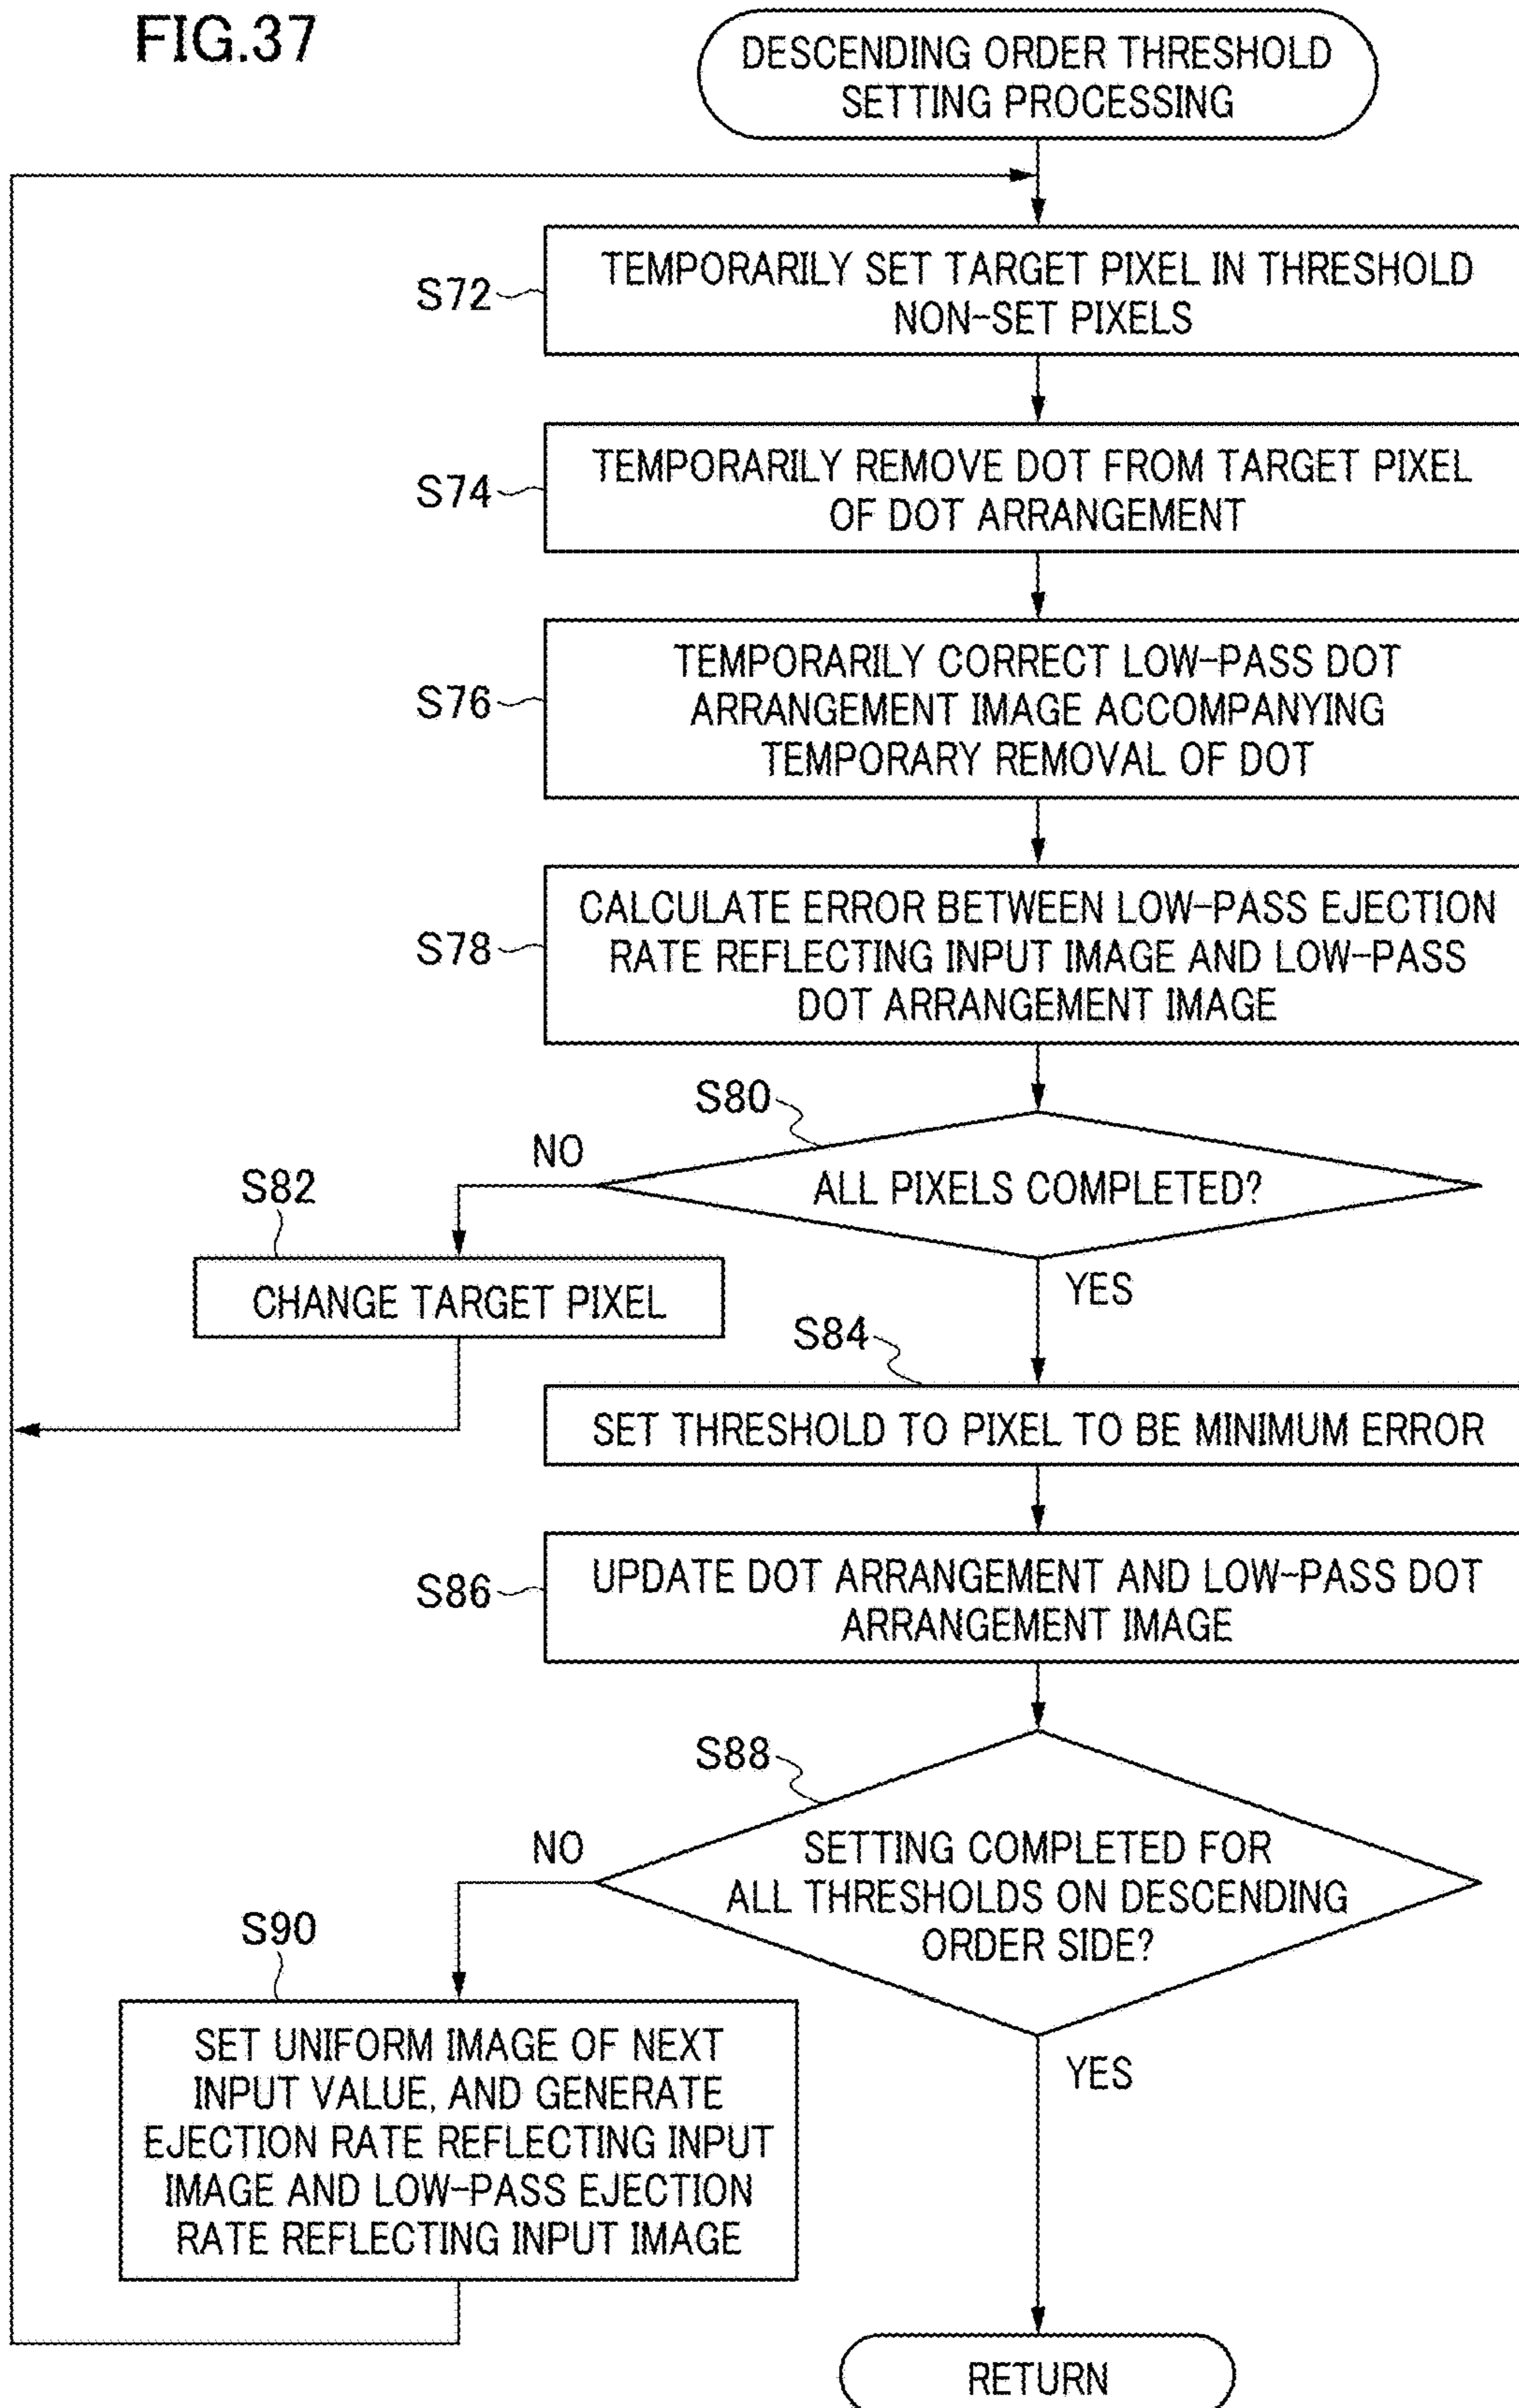 FIG.37
DESCENDING ORDER THRESHOLD
SETTING PROCESSING
S72
TEMPORARILY SET TARGET PIXEL IN THRESHOLD
NON-SET PIXELS
S74
TEMPORARILY REMOVE DOT FROM TARGET PIXEL
OF DOT ARRANGEMENT
S76
TEMPORARILY CORRECT LOW-PASS DOT
ARRANGEMENT IMAGE ACCOMPANYING
TEMPORARY REMOVAL OF DOT
S78
CALCULATE ERROR BETWEEN LOW-PASS EJECTION
RATE REFLECTING INPUT IMAGE AND LOW-PASS
DOT ARRANGEMENT IMAGE
S80
ALL PIXELS COMPLETED?
NO
S82
CHANGE TARGET PIXEL
YES
S84
SET THRESHOLD TO PIXEL TO BE MINIMUM ERROR
S86
UPDATE DOT ARRANGEMENT AND LOW-PASS DOT
ARRANGEMENT IMAGE
S88
SETTING COMPLETED FOR
ALL THRESHOLDS ON DESCENDING
ORDER SIDE?
NO
S90
SET UNIFORM IMAGE OF NEXT
INPUT VALUE, AND GENERATE
EJECTION RATE REFLECTING INPUT
IMAGE AND LOW-PASS EJECTION
RATE REFLECTING INPUT IMAGE
YES
RETURN